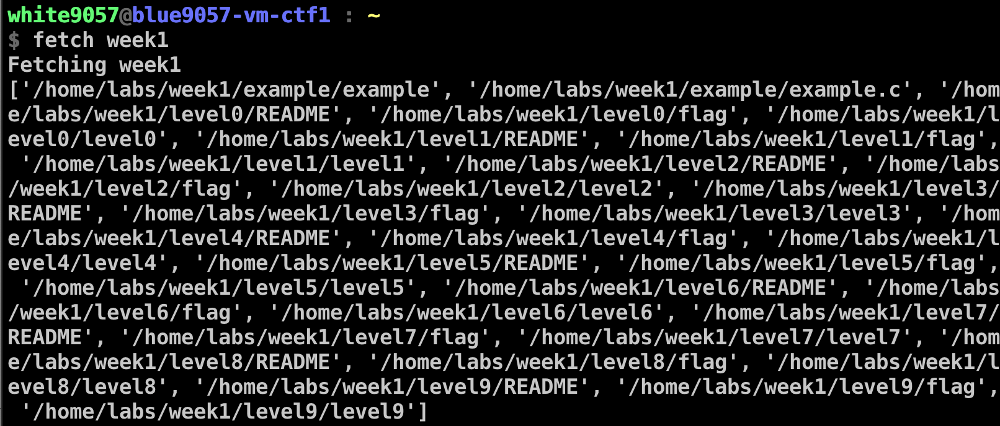 white9057@blue9057-vm-ctf1 : ~
$ fetch week1
Fetching week1
['/home/labs/week1/example/example', '/home/labs/week1/example/example.c', '/hom
e/labs/week1/level0/README', '/home/labs/week1/level0/flag', '/home/labs/week1/l
evel0/level0', '/home/labs/week1/level1/README', '/home/labs/week1/level1/flag',
 '/home/labs/week1/level1/level1', '/home/labs/week1/level2/README', '/home/labs
/week1/level2/flag', '/home/labs/week1/level2/level2', '/home/labs/week1/level3/
README', '/home/labs/week1/level3/flag', '/home/labs/week1/level3/level3', '/hom
e/labs/week1/level4/README', '/home/labs/week1/level4/flag', '/home/labs/week1/l
evel4/level4', '/home/labs/week1/level5/README', '/home/labs/week1/level5/flag',
 '/home/labs/week1/level5/level5', '/home/labs/week1/level6/README', '/home/labs
/week1/level6/flag', '/home/labs/week1/level6/level6', '/home/labs/week1/level7/
README', '/home/labs/week1/level7/flag', '/home/labs/week1/level7/level7', '/hom
e/labs/week1/level8/README', '/home/labs/week1/level8/flag', '/home/labs/week1/l
evel8/level8', '/home/labs/week1/level9/README', '/home/labs/week1/level9/flag',
 '/home/labs/week1/level9/level9']